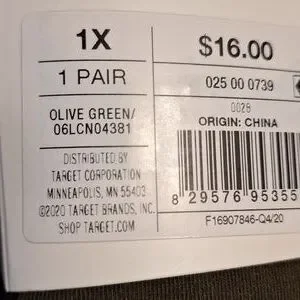 1X
1 PAIR
OLIVE GREEN/
06LCN04381
DISTRIBUTED BY
TARGET CORPORATION
MINNEAPOLIS, MN 55403
©2020 TARGET BRANDS, INC.
SHOP TARGET.COM
$16.00
025 00 0739
0028
ORIGIN: CHINA
8 29576 95355
F16907846-Q4/20